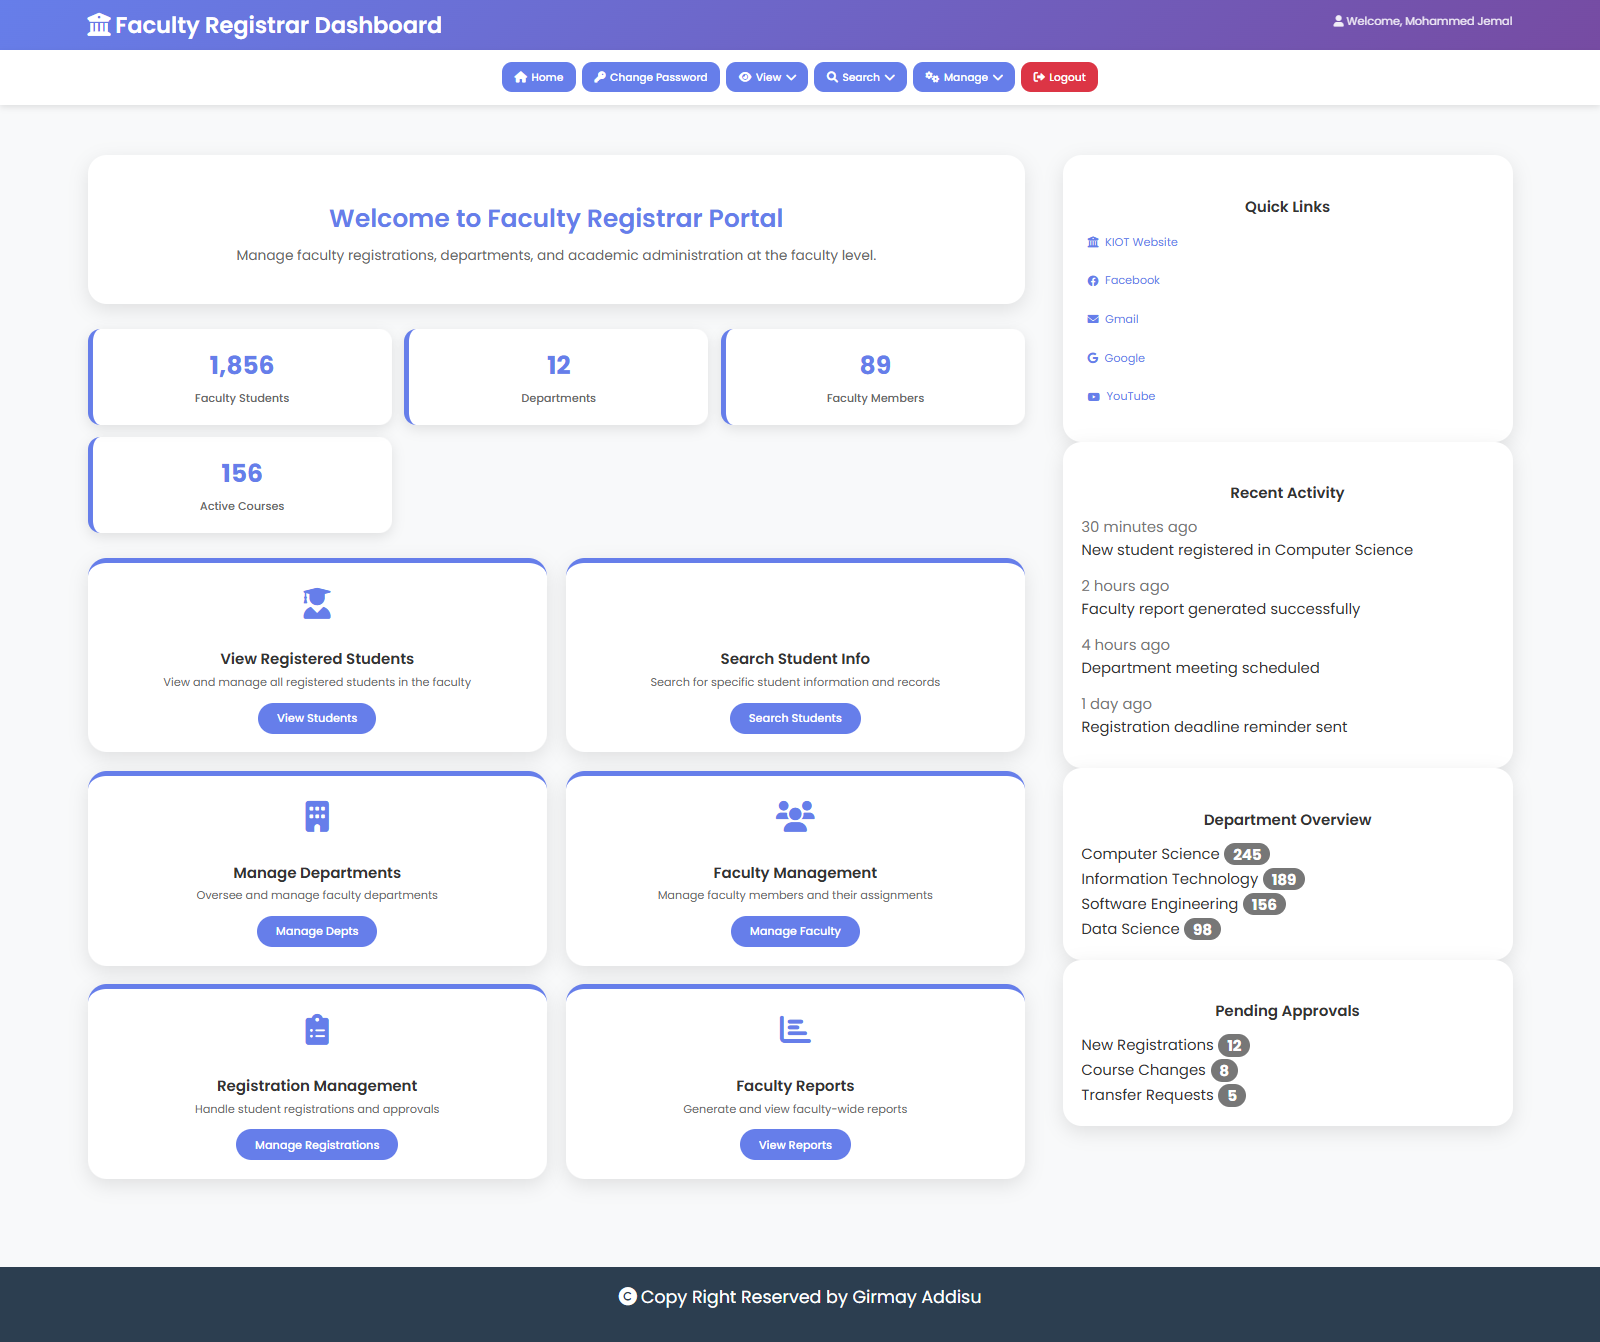 Faculty Registrar Dashboard
Welcome, Mohammed Jemal
Home
Change Password
View
Search
Manage
Logout
Welcome to Faculty Registrar Portal
Manage faculty registrations, departments, and academic administration at the faculty level.
1,856
Faculty Students
12
Departments
89
Faculty Members
156
Active Courses
View Registered Students
View and manage all registered students in the faculty
View Students
Search Student Info
Search for specific student information and records
Search Students
Manage Departments
Oversee and manage faculty departments
Manage Depts
Faculty Management
Manage faculty members and their assignments
Manage Faculty
Registration Management
Handle student registrations and approvals
Manage Registrations
Faculty Reports
Generate and view faculty-wide reports
View Reports
Quick Links
KIOT Website
Facebook
Gmail
Google
YouTube
Recent Activity
30 minutes ago
New student registered in Computer Science
2 hours ago
Faculty report generated successfully
4 hours ago
Department meeting scheduled
1 day ago
Registration deadline reminder sent
Department Overview
Computer Science 245
Information Technology 189
Software Engineering 156
Data Science 98
Pending Approvals
New Registrations 12
Course Changes 8
Transfer Requests 5
© Copy Right Reserved by Girmay Addisu